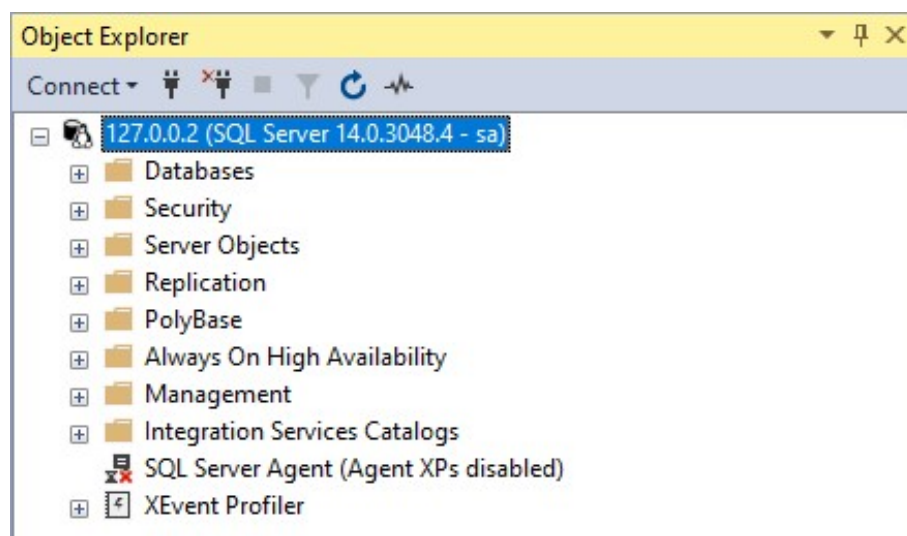 Object Explorer
Connect
127.0.0.2 (SQL Server 14.0.3048.4 - sa)
Databases
Security
Server Objects
Replication
PolyBase
Always On High Availability
Management
Integration Services Catalogs
SQL Server Agent (Agent XPs disabled)
XEvent Profiler